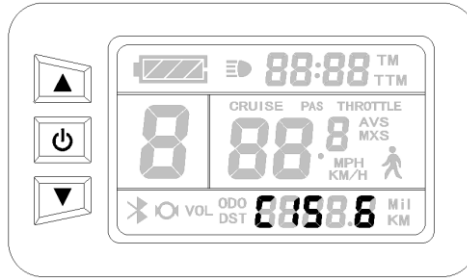 88:88 TM
TTM
CRUISE PAS THROTTLE
8 88.8 AVS
MXS
MPH
KM/H
VOL ODO
DST C15 6 Mil
KM